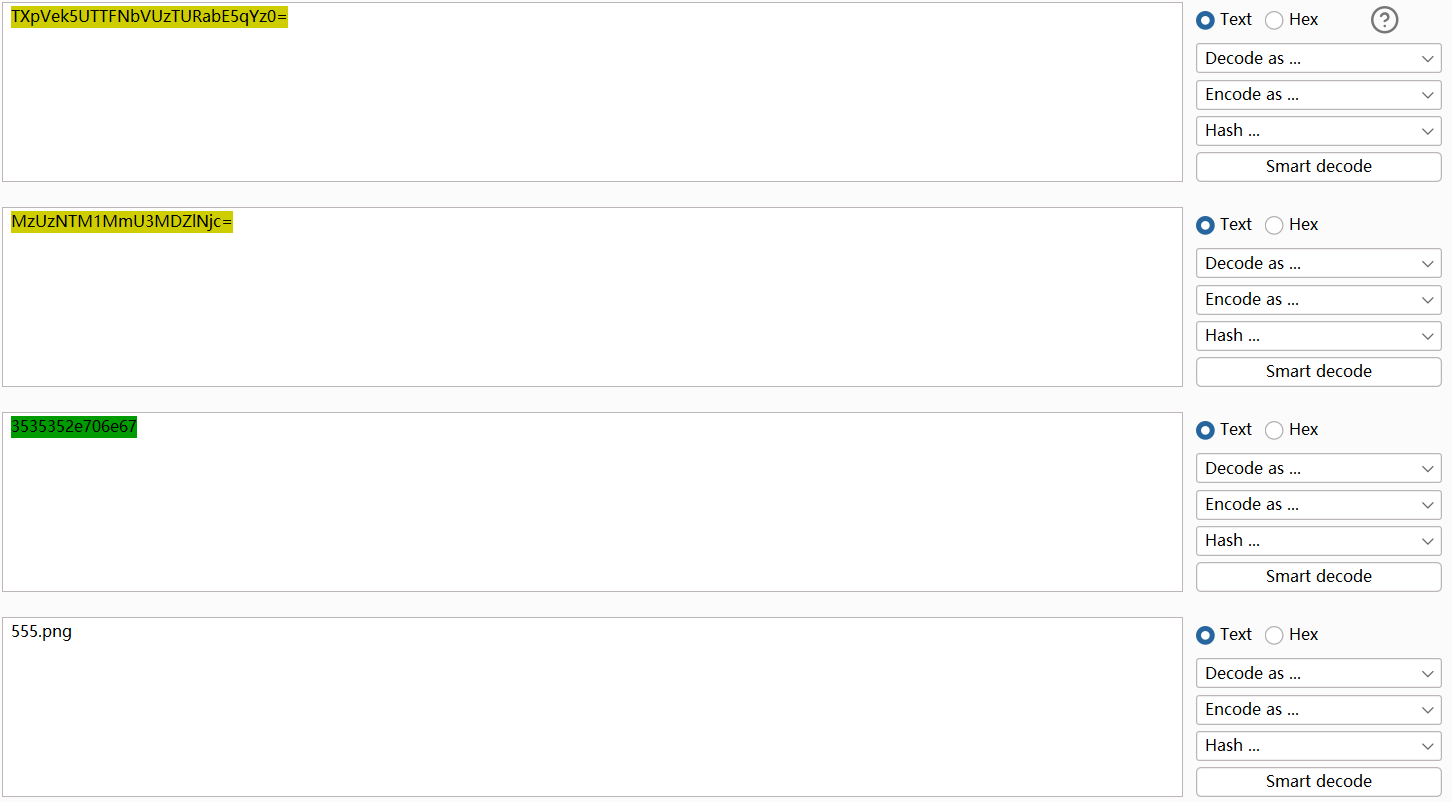 TXpVek5UTTFNbVUzTURabE5qYz0=
Text Hex ?
Decode as ...
Encode as ...
Hash ...
Smart decode
MzUzNTM1MmU3MDZlNjc=
Text Hex
Decode as ...
Encode as ...
Hash ...
Smart decode
3535352e706e67
Text Hex
Decode as ...
Encode as ...
Hash ...
Smart decode
555.png
Text Hex
Decode as ...
Encode as ...
Hash ...
Smart decode